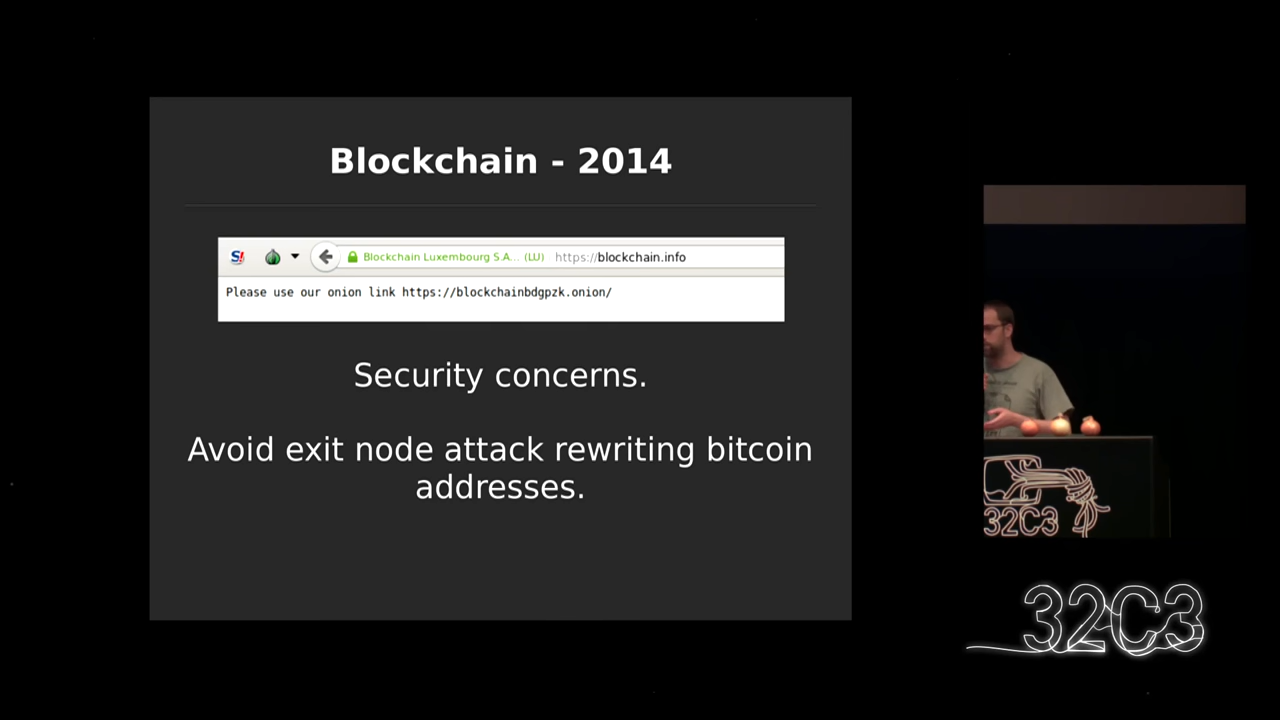 Blockchain - 2014
S!
Blockchain Luxembourg S.A... (LU) https://blockchain.info
Please use our onion link https://blockchainbdgpzk.onion/
Security concerns.
Avoid exit node attack rewriting bitcoin
addresses.
32C3
32C3